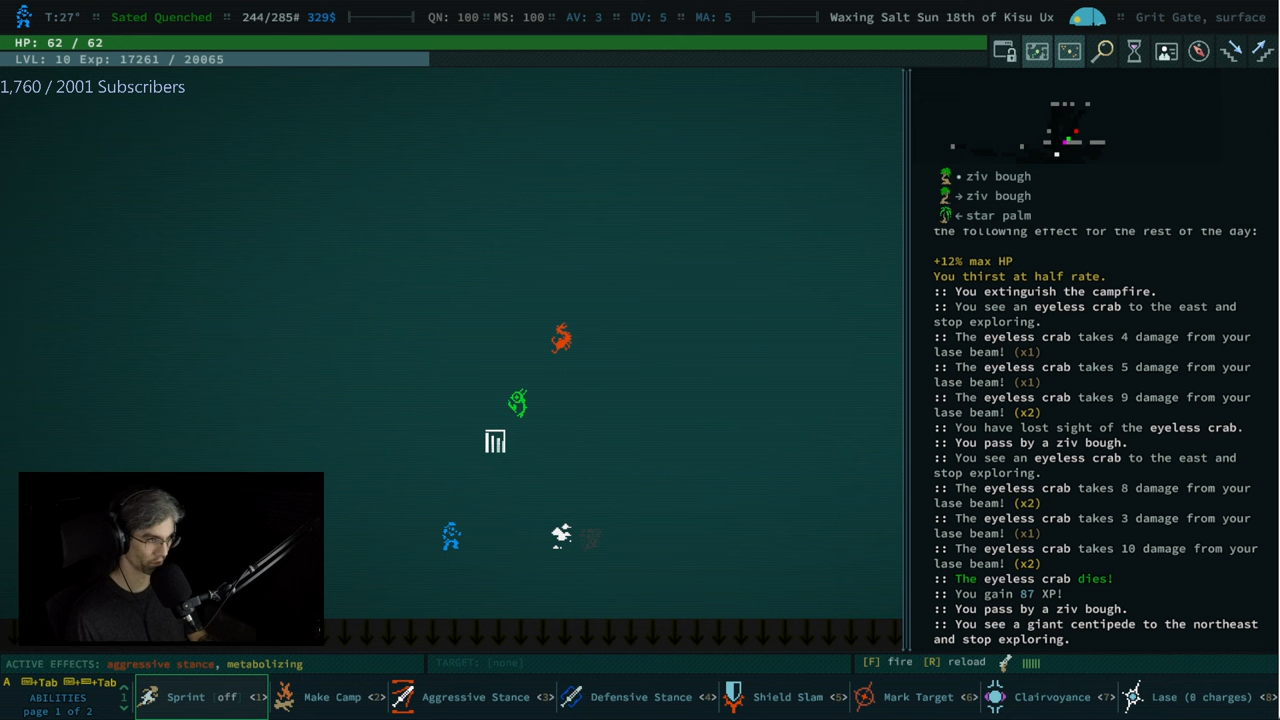 T:27° :: Sated Quenched :: 244/285# 329$ QN: 100 :: MS: 100 :: AV: 3 :: DV: 5 :: MA: 5 Waxing Salt Sun 18th of Kisu Ux :: Grit Gate, surface
HP: 62 / 62
LVL: 10 Exp: 17261 / 20065
1,760 / 2001 Subscribers
• ziv bough
→ ziv bough
← star palm
the following effect for the rest of the day:
+12% max HP
You thirst at half rate.
:: You extinguish the campfire.
:: You see an eyeless crab to the east and
stop exploring.
:: The eyeless crab takes 4 damage from your
lase beam! (x1)
:: The eyeless crab takes 5 damage from your
lase beam! (x1)
:: The eyeless crab takes 9 damage from your
lase beam! (x2)
:: You have lost sight of the eyeless crab.
:: You pass by a ziv bough.
:: You see an eyeless crab to the east and
stop exploring.
:: The eyeless crab takes 8 damage from your
lase beam! (x2)
:: The eyeless crab takes 3 damage from your
lase beam! (x1)
:: The eyeless crab takes 10 damage from your
lase beam! (x2)
:: The eyeless crab dies!
:: You gain 87 XP!
:: You pass by a ziv bough.
:: You see a giant centipede to the northeast
and stop exploring.
ACTIVE EFFECTS: aggressive stance, metabolizing TARGET: [none] [F] fire [R] reload
A +Tab +Tab
ABILITIES
page 1 of 2
1
Sprint [off] <1> Make Camp <2> Aggressive Stance <3> Defensive Stance <4> Shield Slam <5> Mark Target <6> Clairvoyance <7> Lase (0 charges) <8>